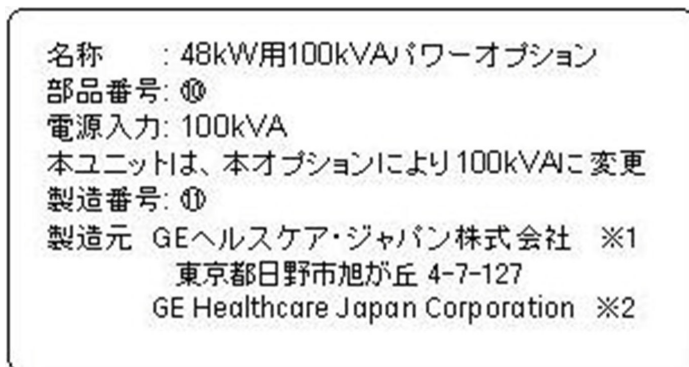 名称　　: 48kW用100kVAパワーオプション
部品番号: ⑩
電源入力: 100kVA
本ユニットは、本オプションにより100kVAに変更
製造番号: ⑪
製造元　GEヘルスケア・ジャパン株式会社　※1
東京都日野市旭が丘 4-7-127
GE Healthcare Japan Corporation　※2